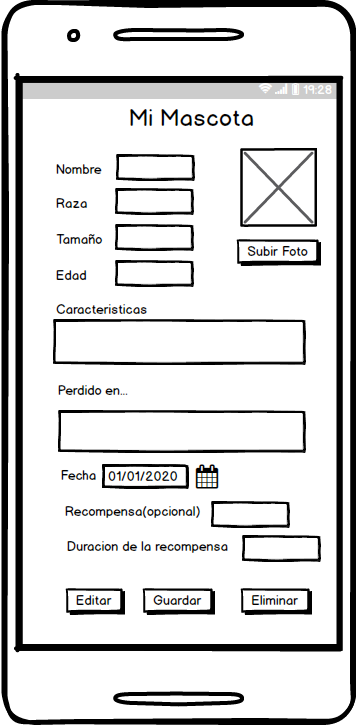 19:28
Mi Mascota
Nombre
Raza
Tamaño
Edad
Subir Foto
Caracteristicas
Perdido en...
Fecha 01/01/2020
Recompensa(opcional)
Duracion de la recompensa
Editar Guardar Eliminar